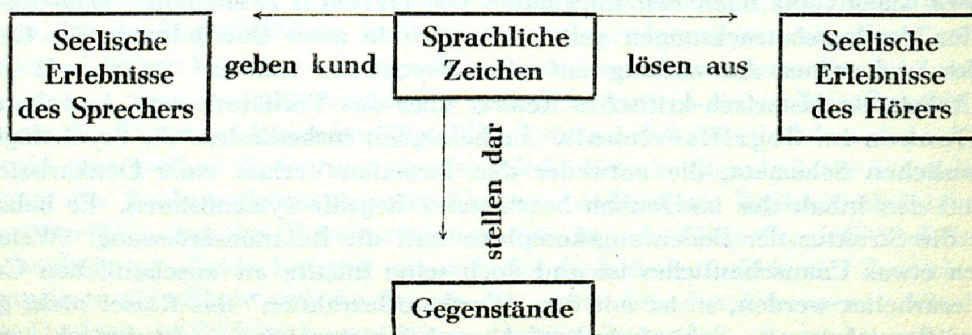 Seelische
Erlebnisse
des Sprechers
geben kund
Sprachliche
Zeichen
lösen aus
Seelische
Erlebnisse
des Hörers
stellen dar
Gegenstände